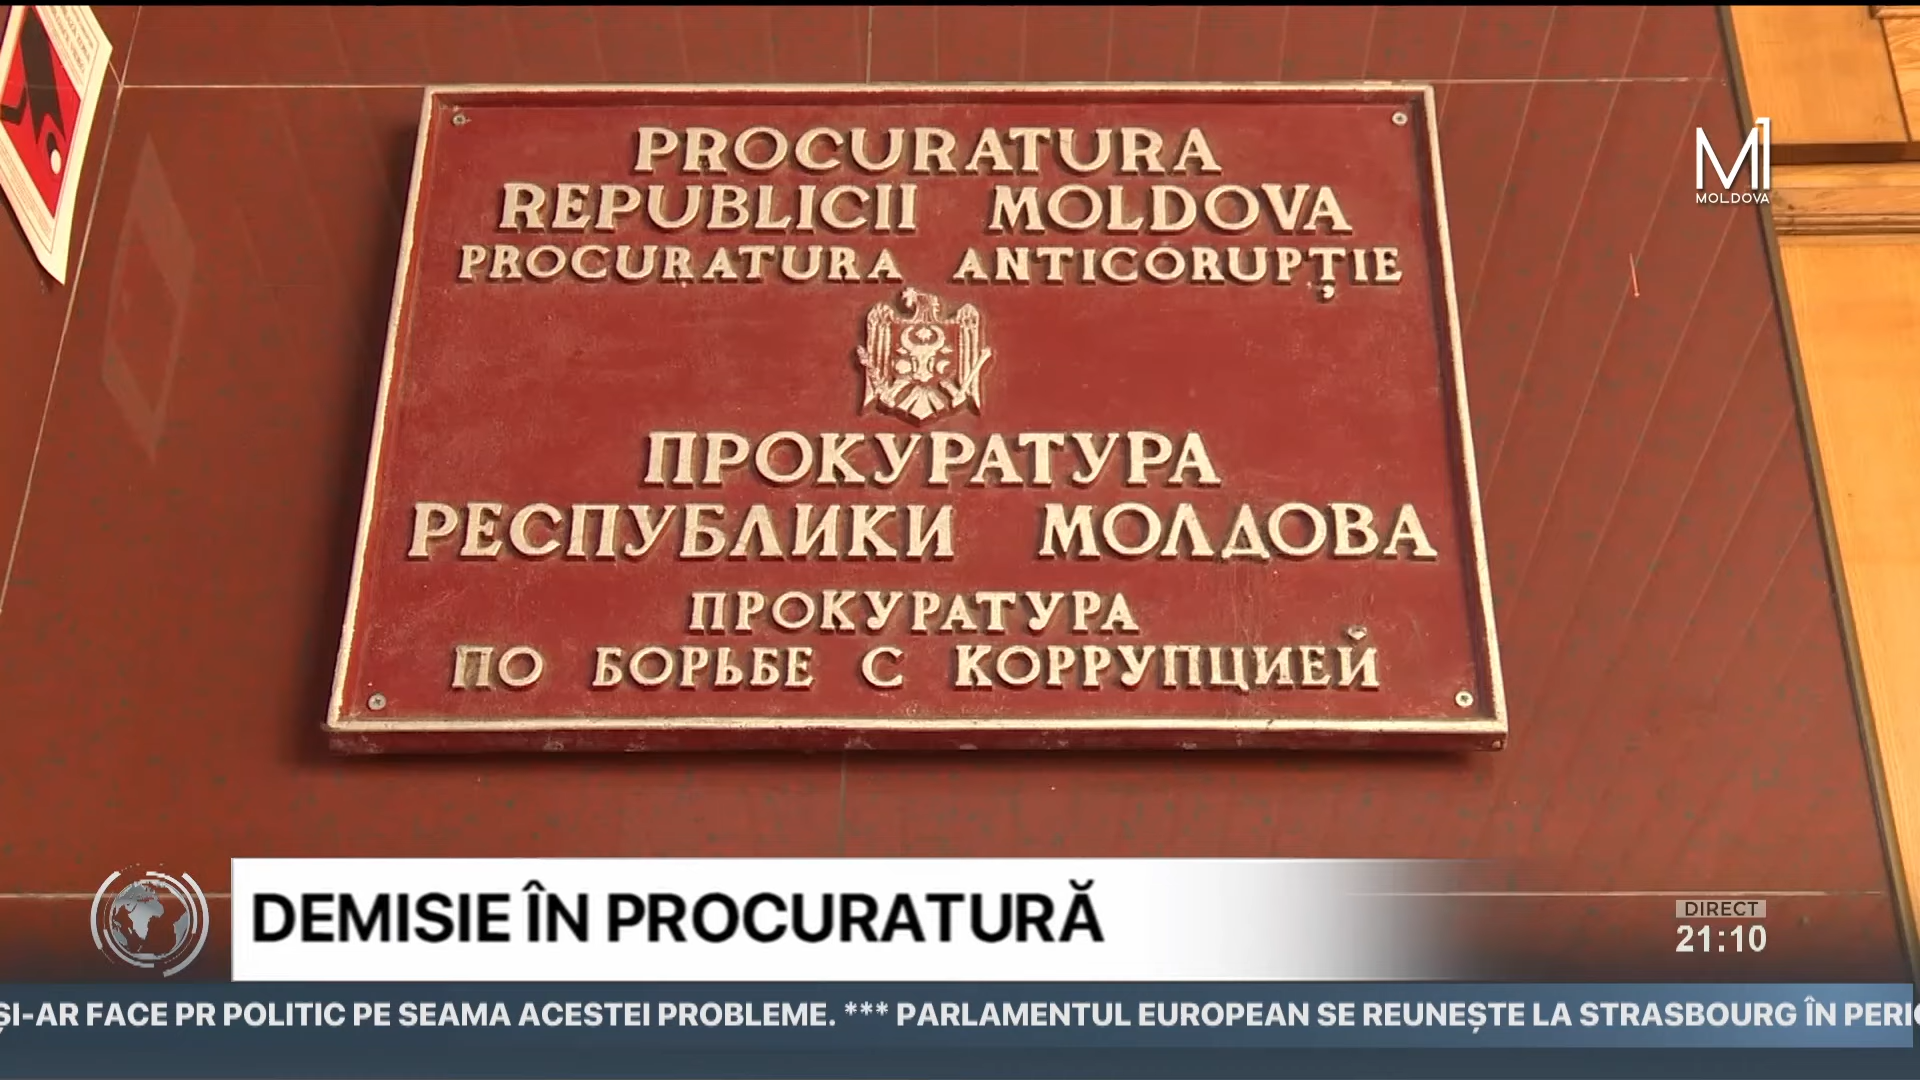 PROCURATURA
REPUBLICII MOLDOVA
PROCURATURA ANTICORUPȚIE
ПРОКУРАТУРА
РЕСПУБЛИКИ МОЛДОВА
ПРОКУРАТУРА
ПО БОРЬБЕ С КОРРУПЦИЕЙ
M1
MOLDOVA
DEMISIE ÎN PROCURATURĂ
DIRECT
21:10
ȘI-AR FACE PR POLITIC PE SEAMA ACESTEI PROBLEME. *** PARLAMENTUL EUROPEAN SE REUNEȘTE LA STRASBOURG ÎN